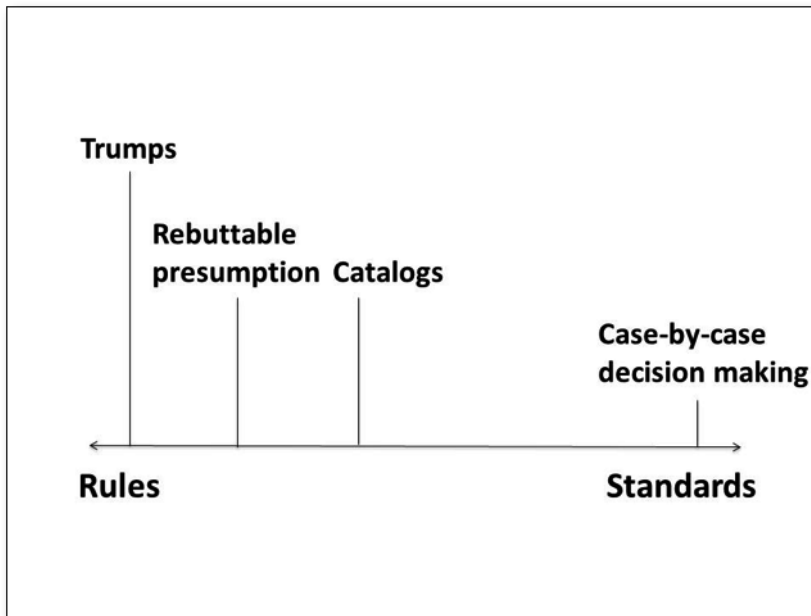 Trumps
Rebuttable
presumption
Catalogs
Case-by-case
decision making
Rules
Standards